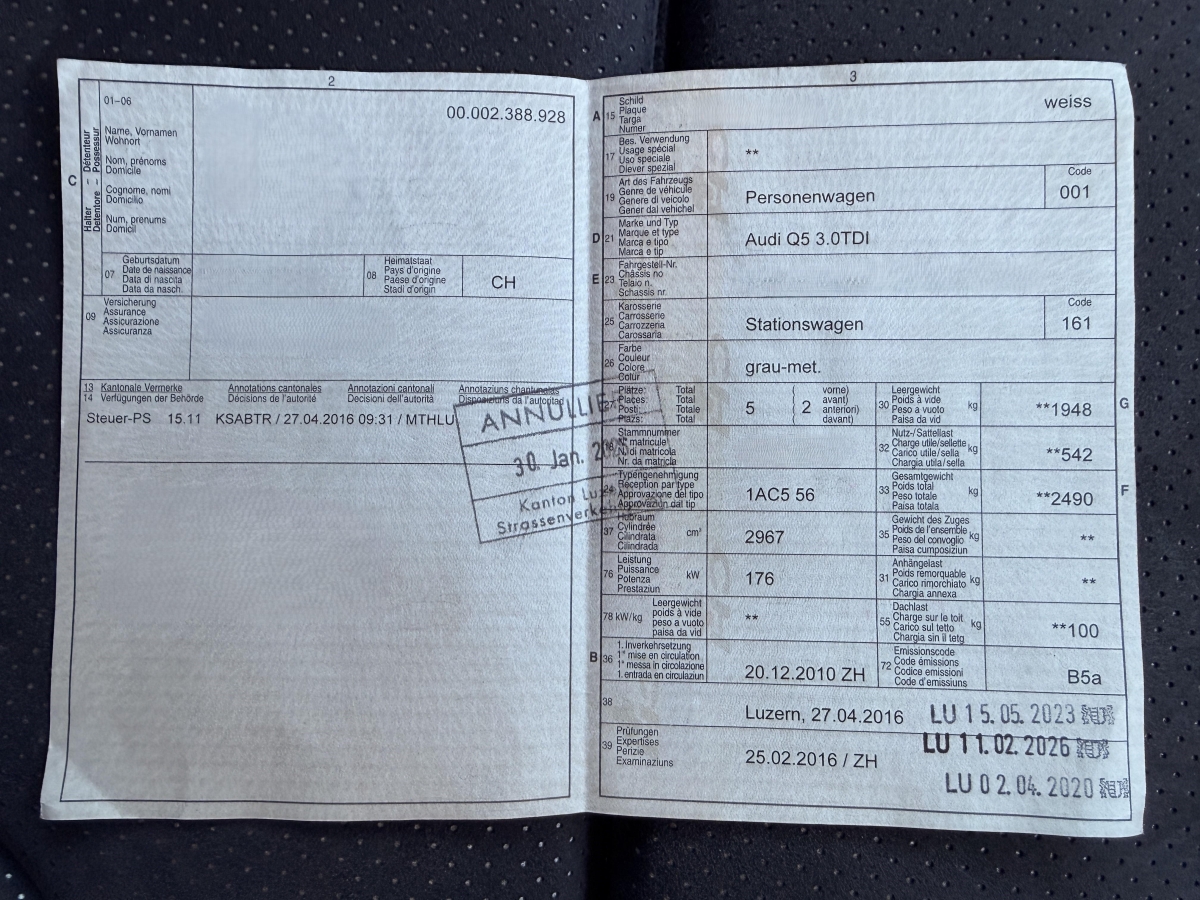 2
01–06
00.002.388.928
Name, Vornamen
Wohnort
Nom, prénoms
Domicile
Cognome, nomi
Domicilio
Num, prenums
Domicil
C
Halter – Détenteur
Detentore – Possessur
07
Geburtsdatum
Date de naissance
Data di nascita
Data da nasch.
08
Heimatstaat
Pays d'origine
Paese d'origine
Stadi d'origin
CH
09
Versicherung
Assurance
Assicurazione
Assicuranza
13 Kantonale Vermerke Annotations cantonales Annotazioni cantonali Annotaziuns chantunalas
14 Verfügungen der Behörde Décisions de l'autorité Decisioni dell'autorità Disposiziuns da l'autoritad
Steuer-PS 15.11 KSABTR / 27.04.2016 09:31 / MTHLU
ANNULLIE
30. Jan.
Kanton
Strassenverke
3
A 15
Schild
Plaque
Targa
Numer
weiss
17
Bes. Verwendung
Usage spécial
Uso speciale
Diever spezial
**
19
Art des Fahrzeugs
Genre de véhicule
Genere di veicolo
Gener dal vehichel
Personenwagen
Code
001
D 21
Marke und Typ
Marque et type
Marca e tipo
Marca e tip
Audi Q5 3.0TDI
E 23
Fahrgestell-Nr.
Châssis no
Telaio n.
Schassis nr.
25
Karosserie
Carrosserie
Carrozzeria
Carossaria
Stationswagen
Code
161
26
Farbe
Couleur
Colore
Colur
grau-met.
27
Plätze: Total
Places: Total
Posti: Totale
Plazs: Total
5
( 2
vorne)
avant)
anteriori)
davant)
30
Leergewicht
Poids à vide
Peso a vuoto
Paisa da vid
kg
**1948
G
Stammnummer
matricule
N. di matricola
Nr. da matricla
32
Nutz-/Sattellast
Charge utile/sellette
Carico utile/sella
Chargia utila/sella
kg
**542
Typengenehmigung
Réception par type
Approvazione del tipo
Approvaziun dal tip
1AC5 56
33
Gesamtgewicht
Poids total
Peso totale
Paisa totala
kg
**2490
F
37
Hubraum
Cylindrée
Cilindrata
Cilindrada
cm³
2967
35
Gewicht des Zuges
Poids de l'ensemble
Peso del convoglio
Paisa cumposiziun
kg
**
76
Leistung
Puissance
Potenza
Prestaziun
kW
176
31
Anhängelast
Poids remorquable
Carico rimorchiato
Chargia annexa
kg
**
78 kW/kg
Leergewicht
poids à vide
peso a vuoto
paisa da vid
**
55
Dachlast
Charge sur le toit
Carico sul tetto
Chargia sin il tetg
kg
**100
B 36
1. Inverkehrsetzung
1re mise en circulation
1a messa in circolazione
1. entrada en circulaziun
20.12.2010 ZH
72
Emissionscode
Code émissions
Codice emissioni
Code d'emissiuns
B5a
38
Luzern, 27.04.2016
LU 15.05.2023
LU 11.02.2026
39
Prüfungen
Expertises
Perizie
Examinaziuns
25.02.2016 / ZH
LU 02.04.2020